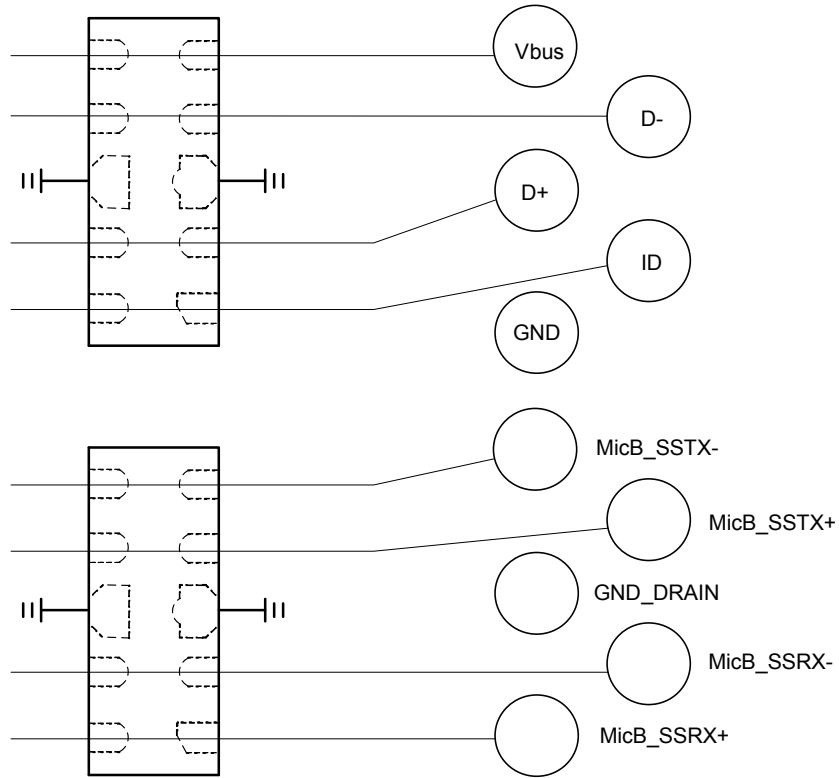 Vbus
D-
D+
ID
GND
MicB_SSTX-
MicB_SSTX+
GND_DRAIN
MicB_SSRX-
MicB_SSRX+